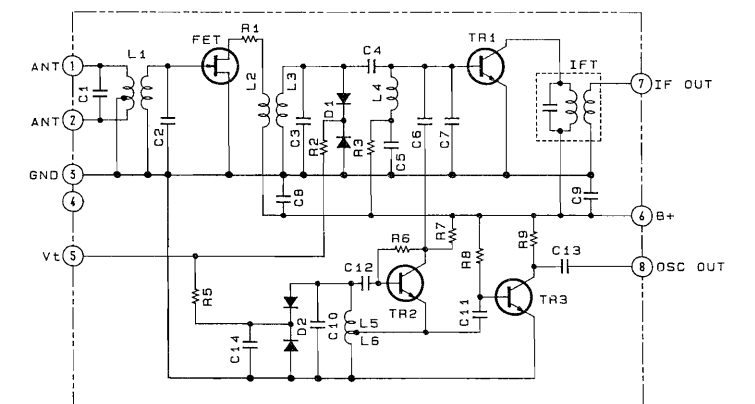 R1
FET
L1
C4
TR1
IFT
ANT 1
C1
C2
L2
L3
C3
D1
R2
R3
L4
C5
C6
C7
7 IF OUT
ANT 2
GND 3
4
C8
C9
6 B+
Vt 5
R5
R6
R7
R8
R9
C13
8 OSC OUT
C12
TR2
TR3
C11
D2
C10
L5
L6
C14